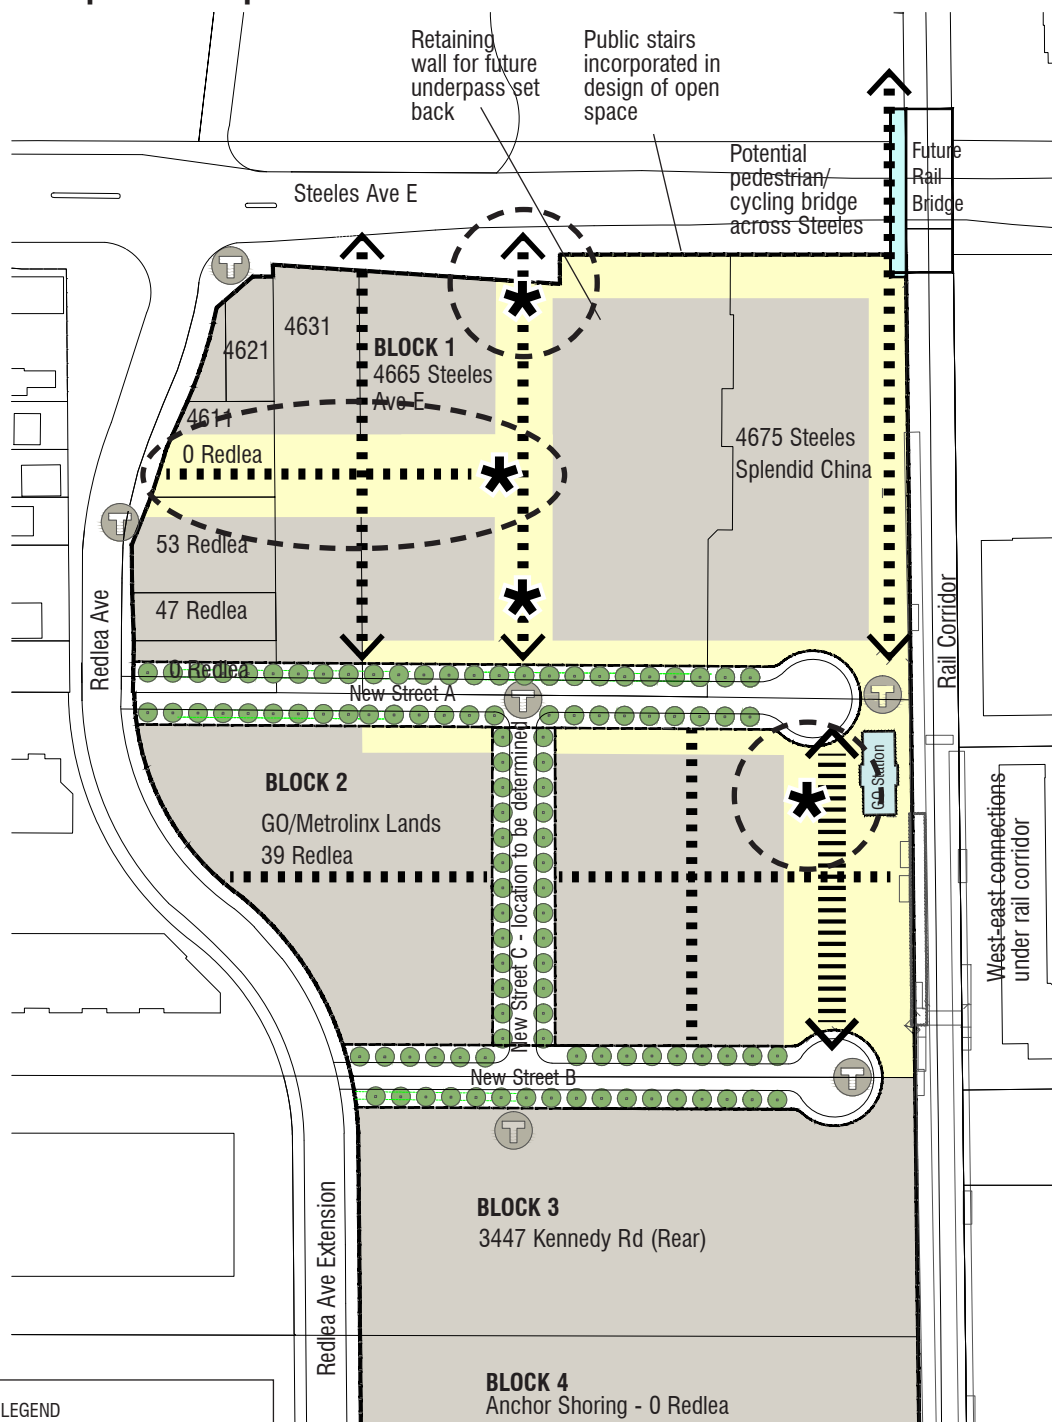 Retaining
wall for future
underpass set
back
Public stairs
incorporated in
design of open
space
Potential
pedestrian/
cycling bridge
across Steeles
Future
Rail
Bridge
Steeles Ave E
4631
4621
4611
BLOCK 1
4665 Steeles
Ave E
0 Redlea
4675 Steeles
Splendid China
53 Redlea
47 Redlea
0 Redlea
Redlea Ave
Rail Corridor
New Street A
T
T
T
T
GO Station
BLOCK 2
GO/Metrolinx Lands
39 Redlea
New Street C - location to be determined
West-east connections
under rail corridor
New Street B
T
T
BLOCK 3
3447 Kennedy Rd (Rear)
Redlea Ave Extension
BLOCK 4
Anchor Shoring - 0 Redlea
LEGEND